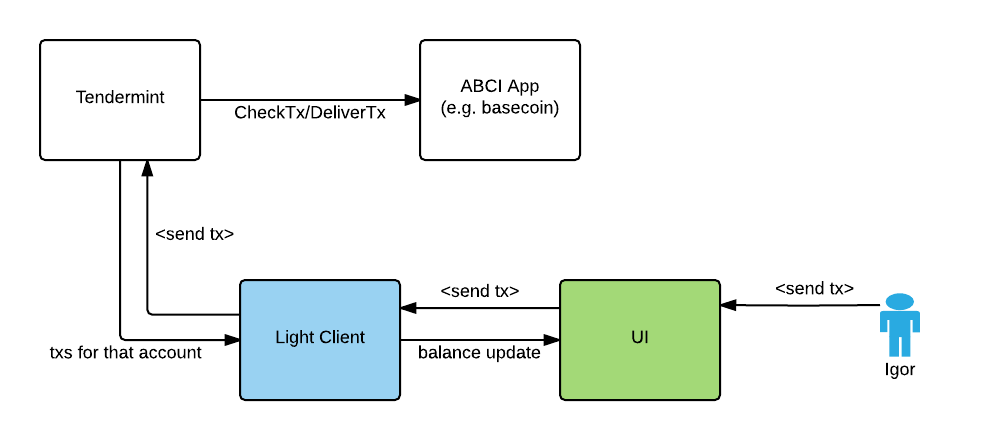 Tendermint
ABCI App
(e.g. basecoin)
CheckTx/DeliverTx
<send tx>
<send tx>
<send tx>
Light Client
UI
txs for that account
balance update
Igor